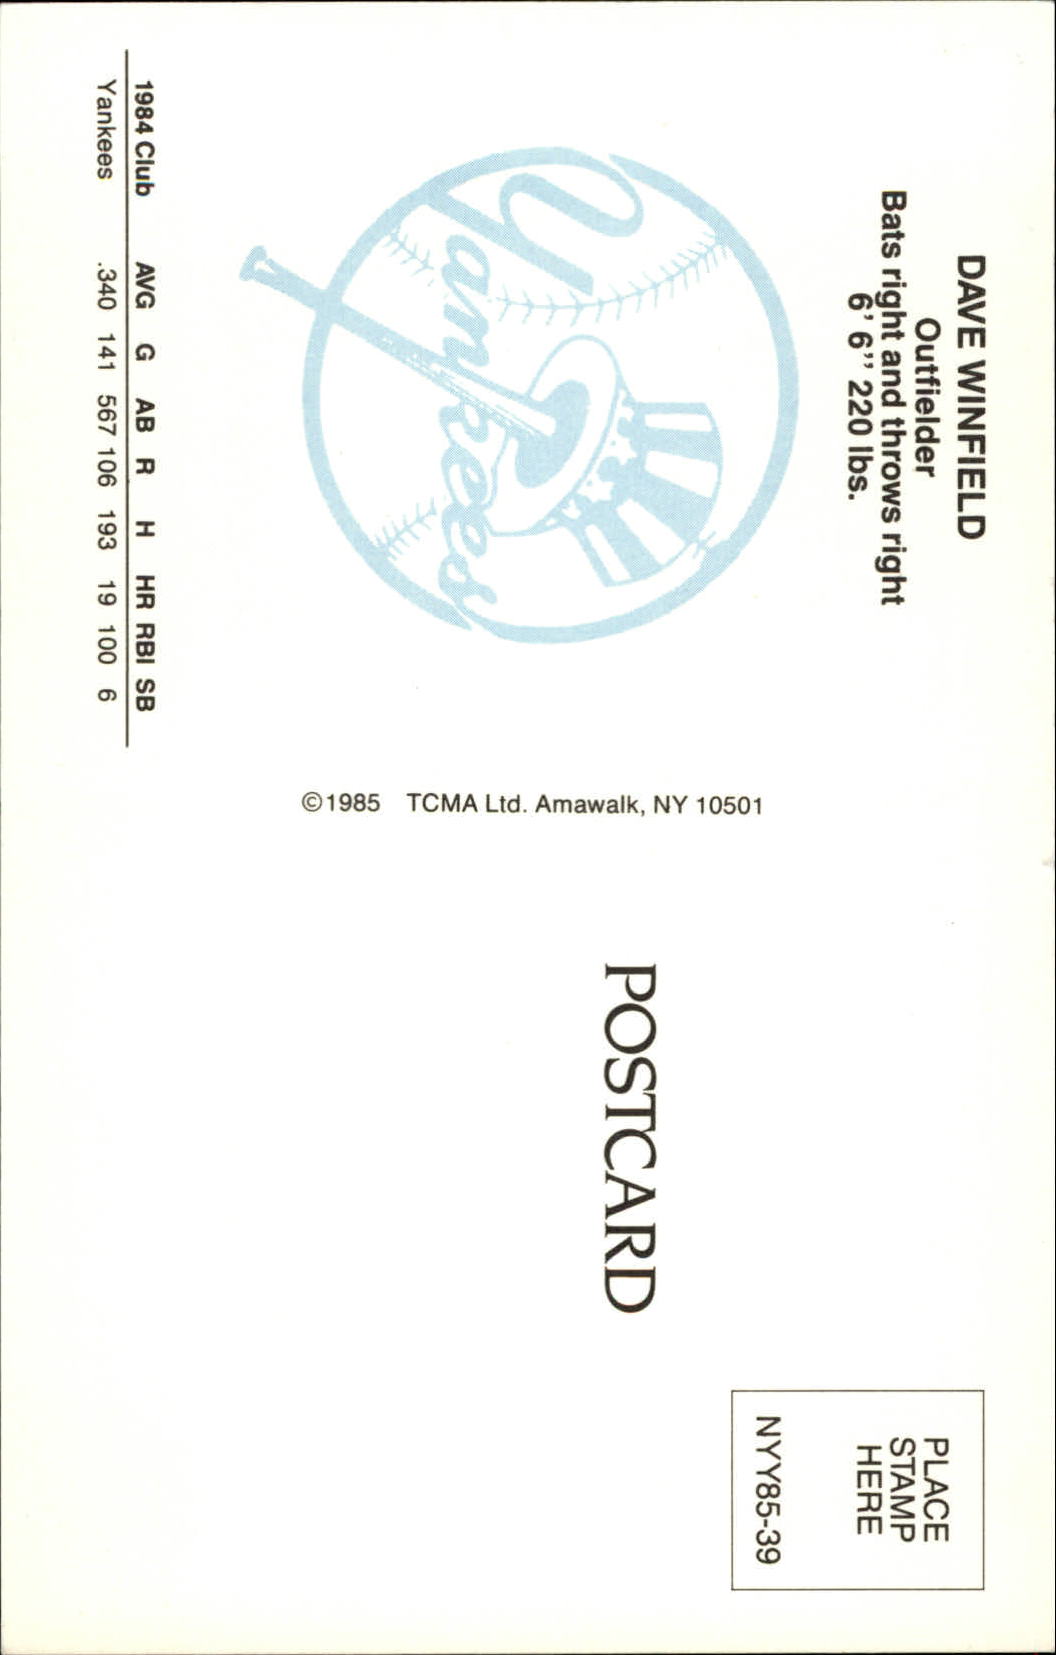 DAVE WINFIELD
Outfielder
Bats right and throws right
6' 6'' 220 lbs.
Yankees
1984 Club AVG G AB R H HR RBI SB
Yankees .340 141 567 106 193 19 100 6
©1985 TCMA Ltd. Amawalk, NY 10501
POSTCARD
PLACE
STAMP
HERE
NYY85-39